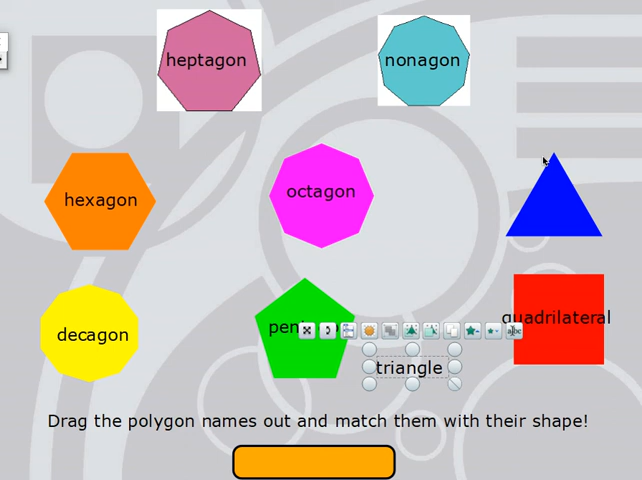 heptagon
nonagon
hexagon
octagon
decagon
quadrilateral
triangle
Drag the polygon names out and match them with their shape!